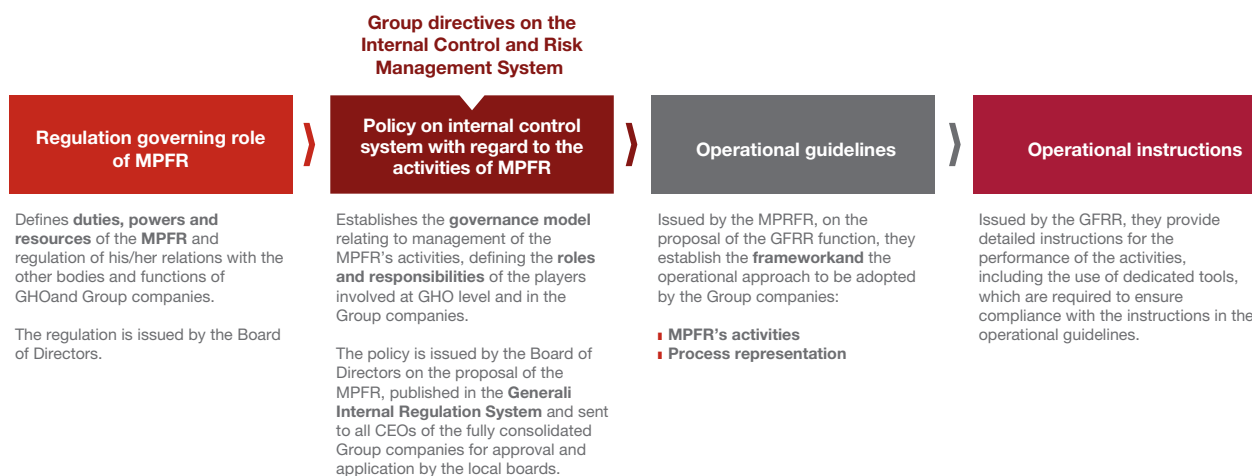 Group directives on the
Internal Control and Risk
Management System
Regulation governing role
of MPFR
Policy on internal control
system with regard to the
activities of MPFR
Operational guidelines
Operational instructions
Defines duties, powers and
resources of the MPFR and
regulation of his/her relations with the
other bodies and functions of
GHOand Group companies.
The regulation is issued by the Board
of Directors.
Establishes the governance model
relating to management of the
MPFR’s activities, defining the roles
and responsibilities of the players
involved at GHO level and in the
Group companies.
The policy is issued by the Board of
Directors on the proposal of the
MPFR, published in the Generali
Internal Regulation System and sent
to all CEOs of the fully consolidated
Group companies for approval and
application by the local boards.
Issued by the MPRFR, on the
proposal of the GFRR function, they
establish the frameworkand the
operational approach to be adopted
by the Group companies:
MPFR’s activities
Process representation
Issued by the GFRR, they provide
detailed instructions for the
performance of the activities,
including the use of dedicated tools,
which are required to ensure
compliance with the instructions in the
operational guidelines.